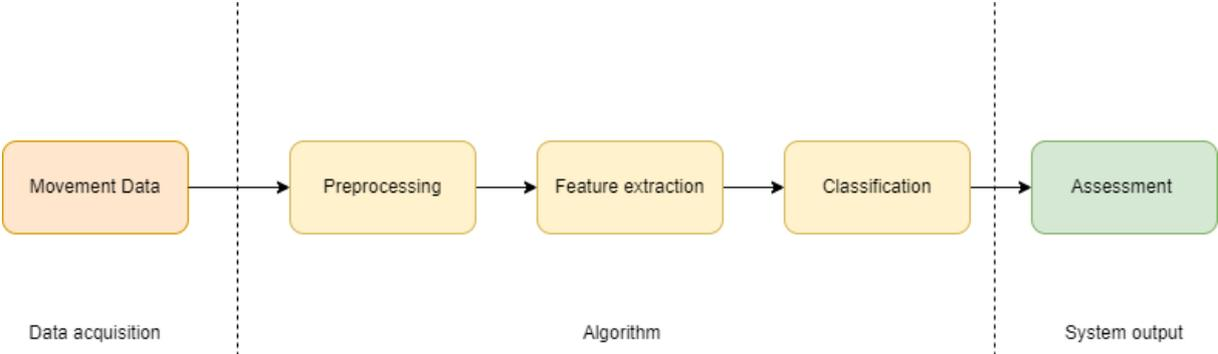 Movement Data
Preprocessing
Feature extraction
Classification
Assessment
Data acquisition
Algorithm
System output